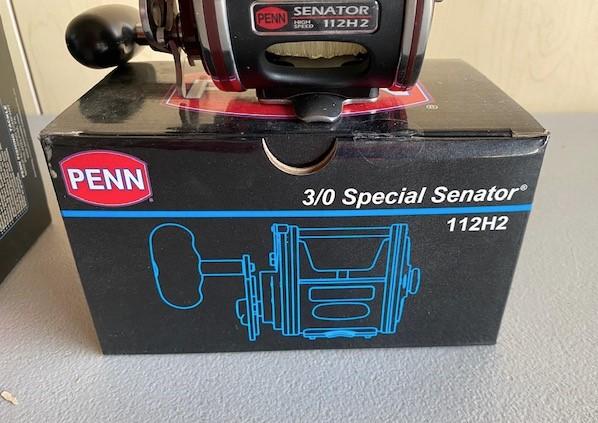 SENATOR
PENN HIGH SPEED 112H2
PENN
3/0 Special Senator®
112H2